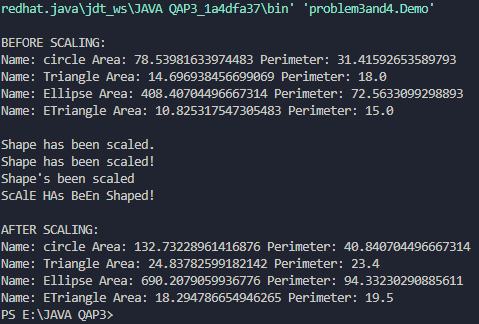 redhat.java\jdt_ws\JAVA QAP3_1a4dfa37\bin' 'problem3and4.Demo'
BEFORE SCALING:
Name: circle Area: 78.53981633974483 Perimeter: 31.41592653589793
Name: Triangle Area: 14.696938456699069 Perimeter: 18.0
Name: Ellipse Area: 408.40704496667314 Perimeter: 72.5633099298893
Name: ETriangle Area: 10.825317547305483 Perimeter: 15.0
Shape has been scaled.
Shape has been scaled!
Shape's been scaled
ScAlE HAs BeEn Shaped!
AFTER SCALING:
Name: circle Area: 132.73228961416876 Perimeter: 40.840704496667314
Name: Triangle Area: 24.83782599182142 Perimeter: 23.4
Name: Ellipse Area: 690.2079059936776 Perimeter: 94.33230290885611
Name: ETriangle Area: 18.294786654946265 Perimeter: 19.5
PS E:\JAVA QAP3>